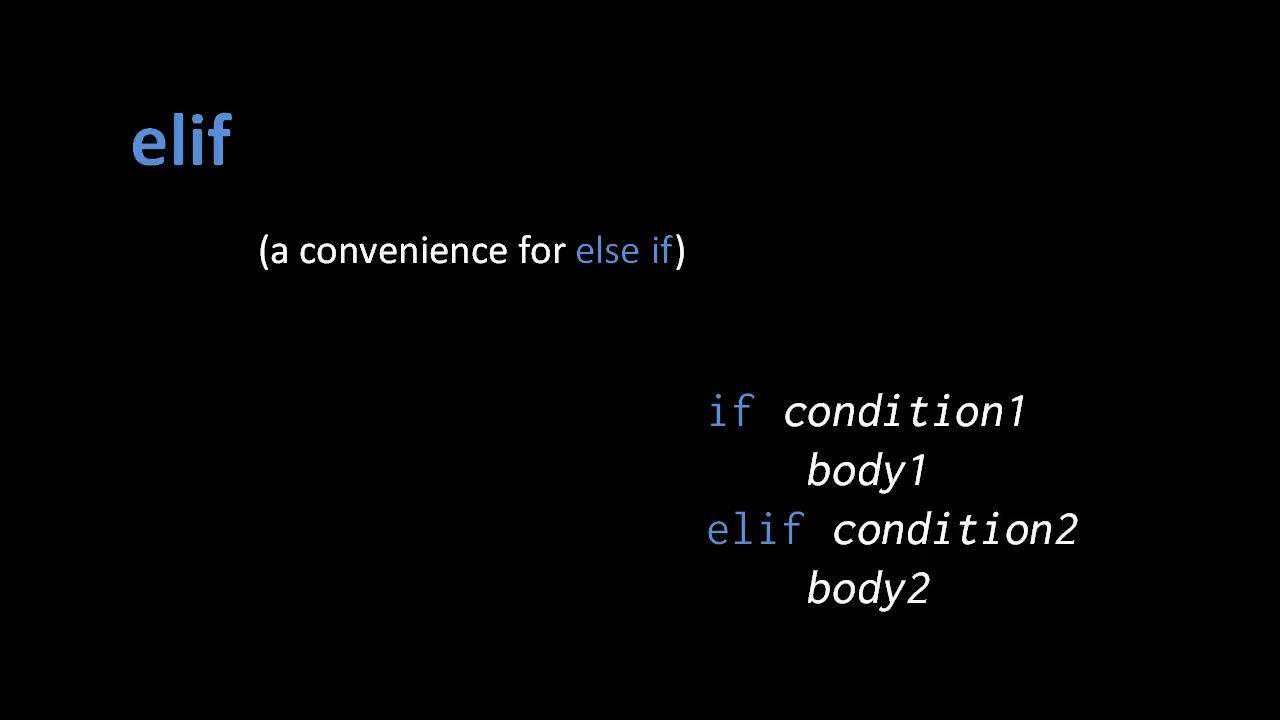 elif
(a convenience for else if)
if condition1
body1
elif condition2
body2